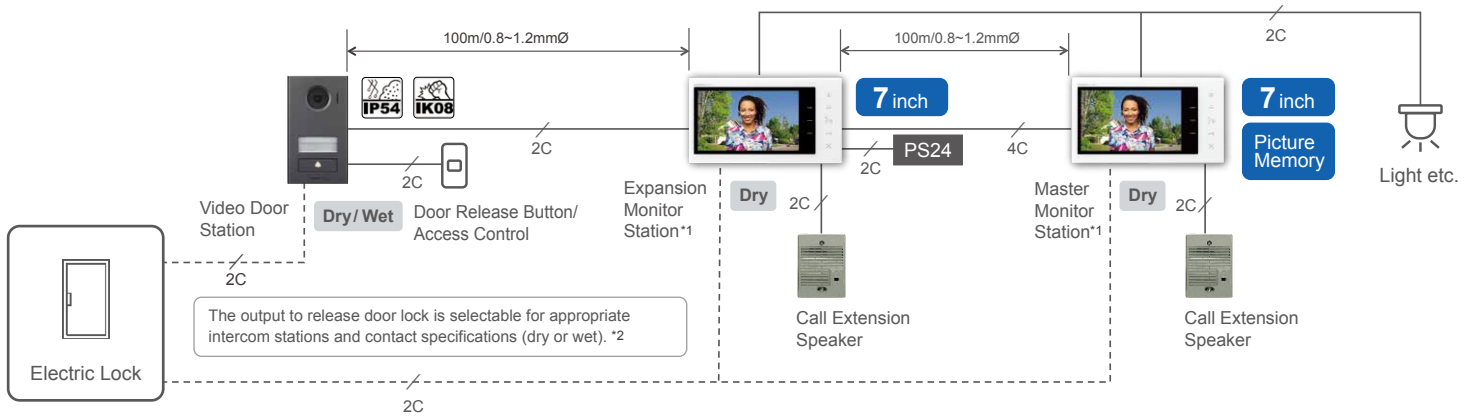 2C
100m/0.8~1.2mmØ
100m/0.8~1.2mmØ
IP54
IK08
7 inch
7 inch
Picture
Memory
Light etc.
2C
2C
PS24
4C
2C
Video Door
Station
Dry / Wet
Door Release Button/
Access Control
Expansion
Monitor
Station*1
Dry
2C
Master
Monitor
Station*1
Dry
2C
2C
The output to release door lock is selectable for appropriate
intercom stations and contact specifications (dry or wet). *2
Call Extension
Speaker
Call Extension
Speaker
Electric Lock
2C